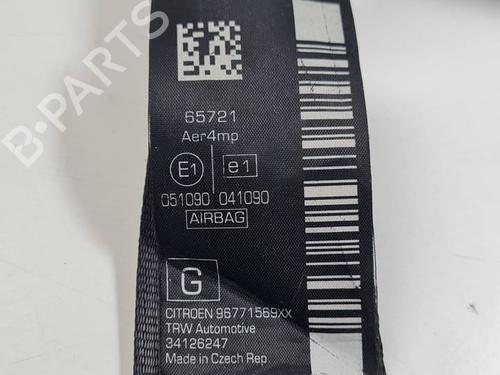 B-PARTS
65721
Aer4mp
E1 e1
051090 041090
AIRBAG
G
CITROEN 96771569XX
TRW Automotive
34126247
Made in Czech Rep.